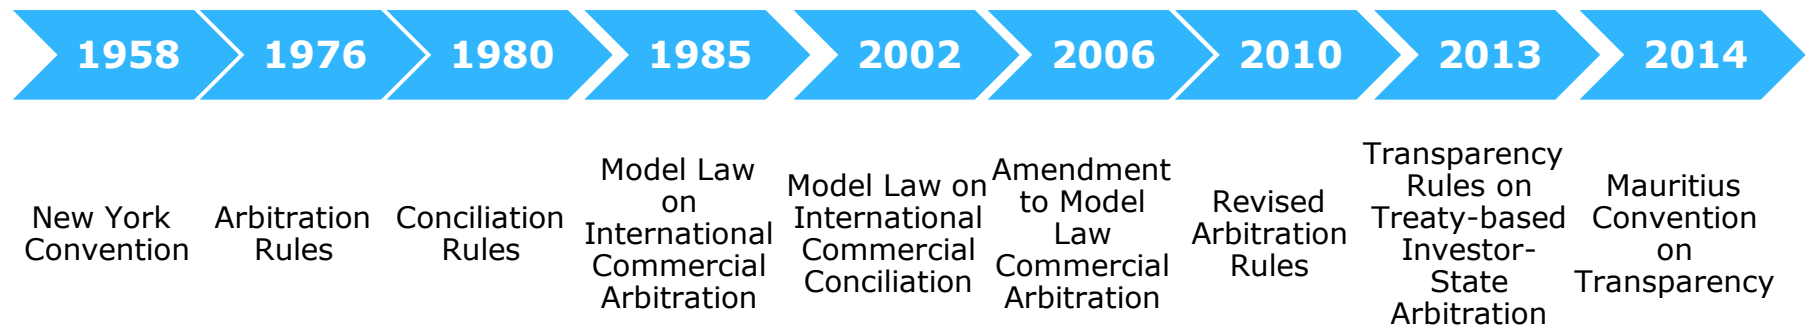 1958
1976
1980
1985
2002
2006
2010
2013
2014
New York
Convention
Arbitration
Rules
Conciliation
Rules
Model Law
on
International
Commercial
Arbitration
Model Law on
International
Commercial
Conciliation
Amendment
to Model
Law
Commercial
Arbitration
Revised
Arbitration
Rules
Transparency
Rules on
Treaty-based
Investor-
State
Arbitration
Mauritius
Convention
on
Transparency